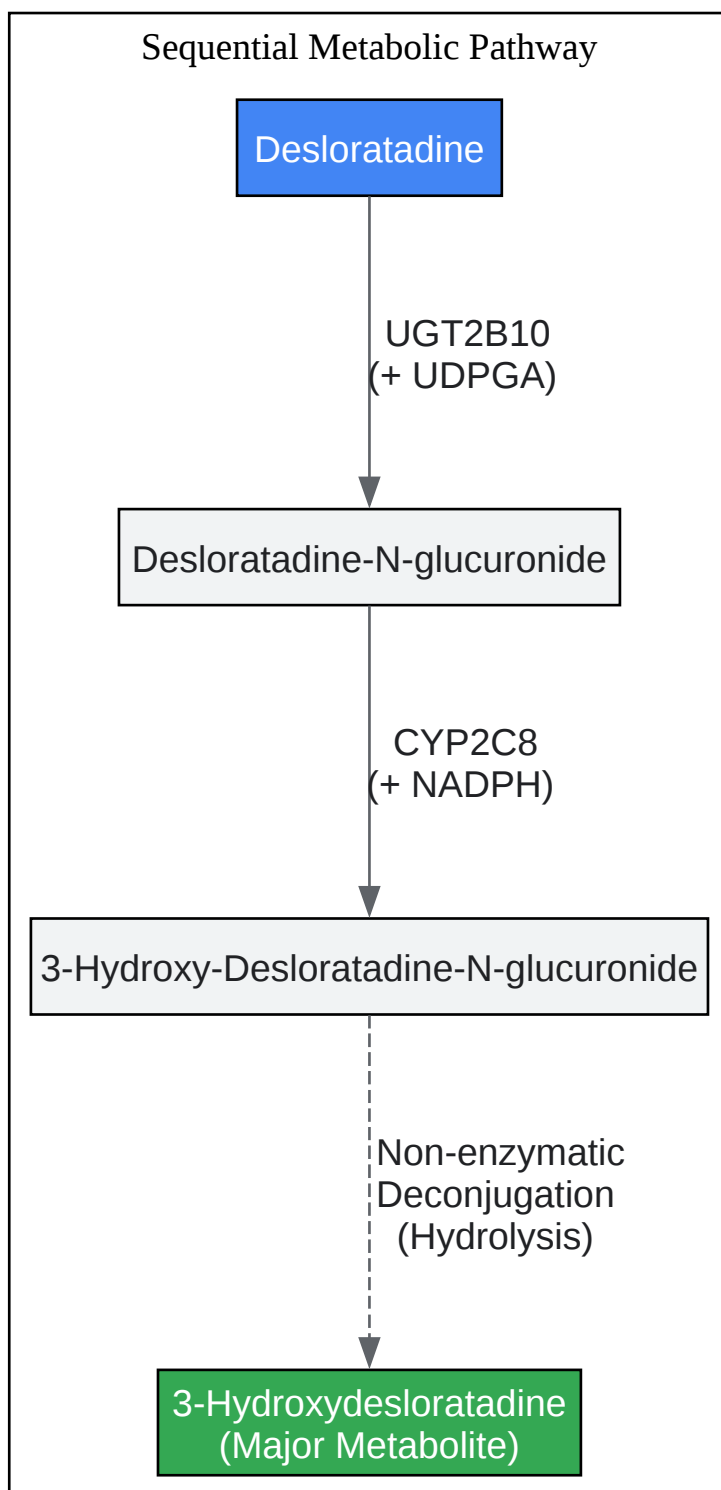 Sequential Metabolic Pathway
Desloratadine
UGT2B10
(+ UDPGA)
Desloratadine-N-glucuronide
CYP2C8
(+ NADPH)
3-Hydroxy-Desloratadine-N-glucuronide
Non-enzymatic
Deconjugation
(Hydrolysis)
3-Hydroxydesloratadine
(Major Metabolite)